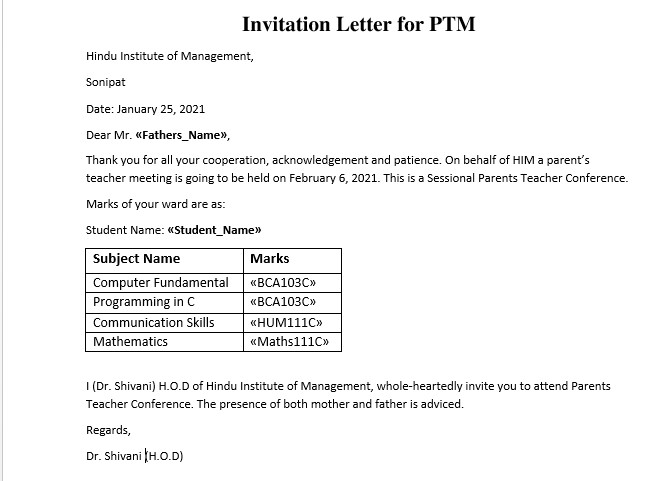 Invitation Letter for PTM
Hindu Institute of Management,
Sonipat
Date: January 25, 2021
Dear Mr. «Fathers_Name»,
Thank you for all your cooperation, acknowledgement and patience. On behalf of HIM a parent's
teacher meeting is going to be held on February 6, 2021. This is a Sessional Parents Teacher Conference.
Marks of your ward are as:
Student Name: «Student_Name»
Subject Name Marks
Computer Fundamental «BCA103C»
Programming in C «BCA103C»
Communication Skills «HUM111C»
Mathematics «Maths111C»
I (Dr. Shivani) H.O.D of Hindu Institute of Management, whole-heartedly invite you to attend Parents
Teacher Conference. The presence of both mother and father is adviced.
Regards,
Dr. Shivani (H.O.D)